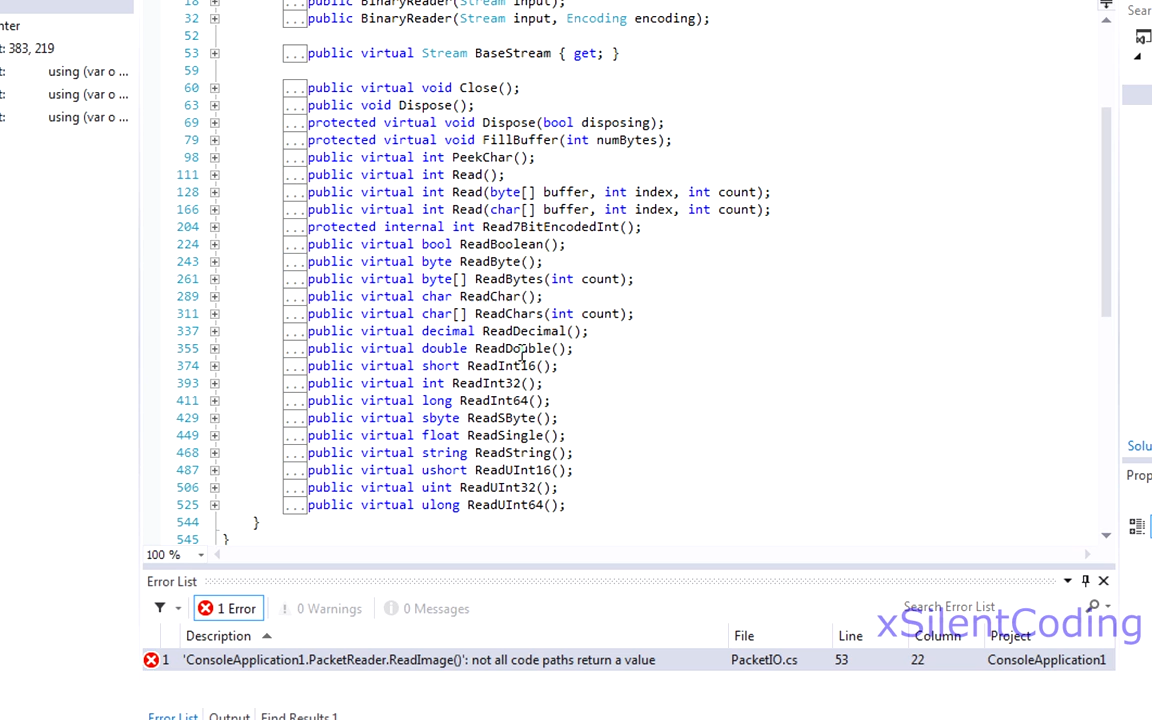 18 ... public BinaryReader(Stream input);
32 ... public BinaryReader(Stream input, Encoding encoding);
52
53 ... public virtual Stream BaseStream { get; }
59
60 ... public virtual void Close();
63 ... public void Dispose();
69 ... protected virtual void Dispose(bool disposing);
79 ... protected virtual void FillBuffer(int numBytes);
98 ... public virtual int PeekChar();
111 ... public virtual int Read();
128 ... public virtual int Read(byte[] buffer, int index, int count);
166 ... public virtual int Read(char[] buffer, int index, int count);
204 ... protected internal int Read7BitEncodedInt();
224 ... public virtual bool ReadBoolean();
243 ... public virtual byte ReadByte();
261 ... public virtual byte[] ReadBytes(int count);
289 ... public virtual char ReadChar();
311 ... public virtual char[] ReadChars(int count);
337 ... public virtual decimal ReadDecimal();
355 ... public virtual double ReadDouble();
374 ... public virtual short ReadInt16();
393 ... public virtual int ReadInt32();
411 ... public virtual long ReadInt64();
429 ... public virtual sbyte ReadSByte();
449 ... public virtual float ReadSingle();
468 ... public virtual string ReadString();
487 ... public virtual ushort ReadUInt16();
506 ... public virtual uint ReadUInt32();
525 ... public virtual ulong ReadUInt64();
544 }
545 }
100 %
nter
t: 383, 219
t: using (var o ...
t: using (var o ...
t: using (var o ...
Sear
Solu
Prop
Error List
1 Error 0 Warnings 0 Messages Search Error List
xSilentCoding
Description File Line Column Project
1 'ConsoleApplication1.PacketReader.ReadImage()': not all code paths return a value PacketIO.cs 53 22 ConsoleApplication1
Error List Output Find Results 1